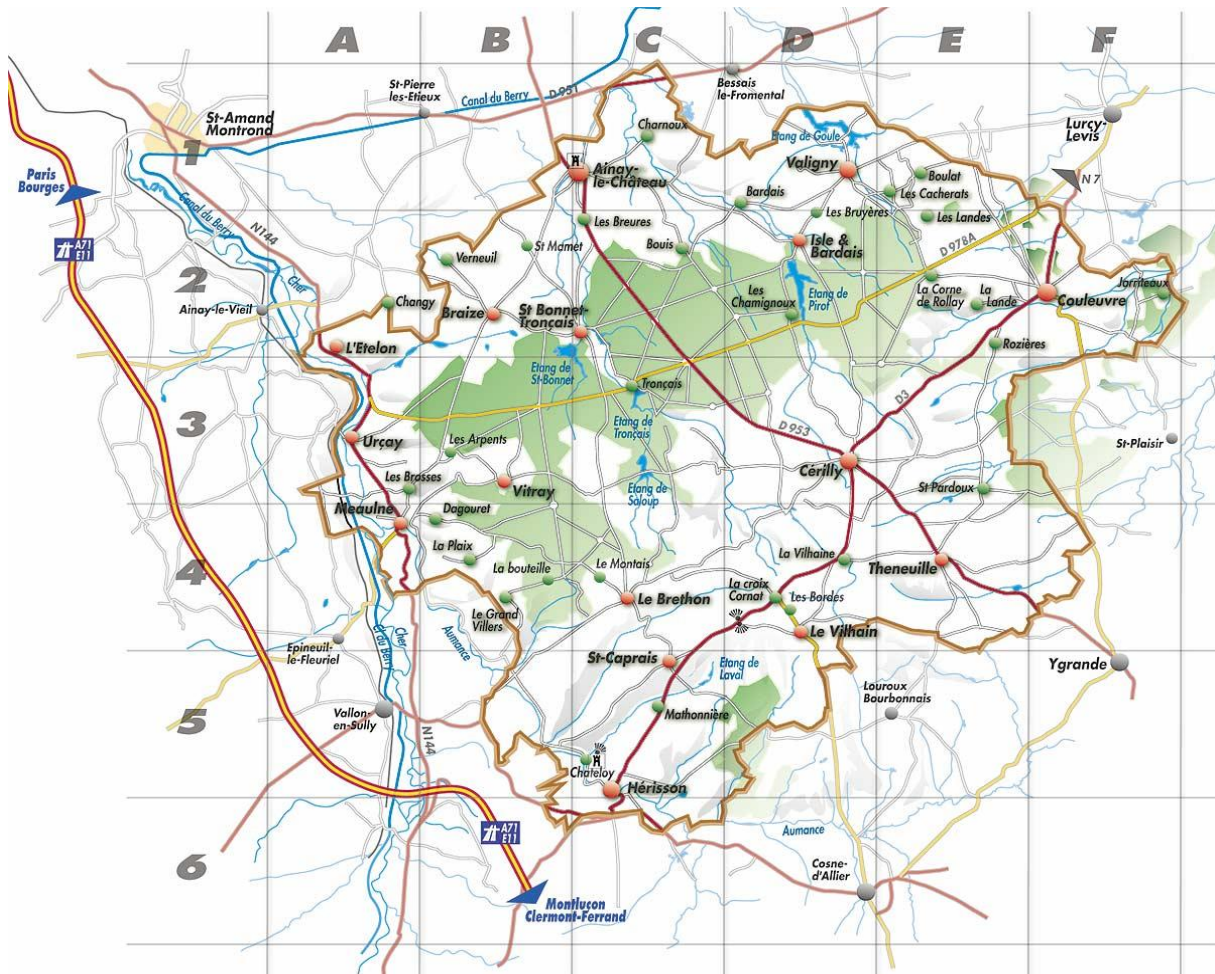 A B C D E F
1
2
3
4
5
6
St-Pierre
les-Etieux
Canal du Berry
D 951
Bessais
le-Fromental
St-Amand
Montrond
Charnoux
Etang de Goule
Lurçy-
Levis
Paris
Bourges
Ainay-
le-Château
Valigny
Boulat
Les Cacherats
N 7
Canal du Berry
N144
Bardais
Les Breures
Les Bruyères
Les Landes
A71
E11
St Mamet
Bouis
Isle &
Bardais
D 978A
Verneuil
Cher
Ainay-le-Vieil
Changy
Braize
St Bonnet-
Tronçais
Les
Chamignoux
Etang de
Pirot
La Corne
de Rollay
La
Lande
Couleuvre
Jarriteaux
L'Etelon
Etang de
St-Bonnet
Rozières
Tronçais
Etang de
Tronçais
D3
D 953
Urçay
Les Arpents
St-Plaisir
Cérilly
Les Brosses
Vitray
Etang de
Saloup
St Pardoux
Meaulne
Dagouret
La Plaix
La bouteille
Le Montais
La Vilhaine
Theneuille
Le Grand
Villers
Le Brethon
La croix
Cornat
Les Bordes
Le Vilhain
Aumance
Cher
et du Berry
Epineuil-
le-Fleuriel
St-Caprais
Etang de
Laval
Ygrande
Louroux
Bourbonnais
Vallon-
en-Sully
Mathonnière
N144
Chateloy
Hérisson
A71
E11
Aumance
Cosne-
d'Allier
Montluçon
Clermont-Ferrand